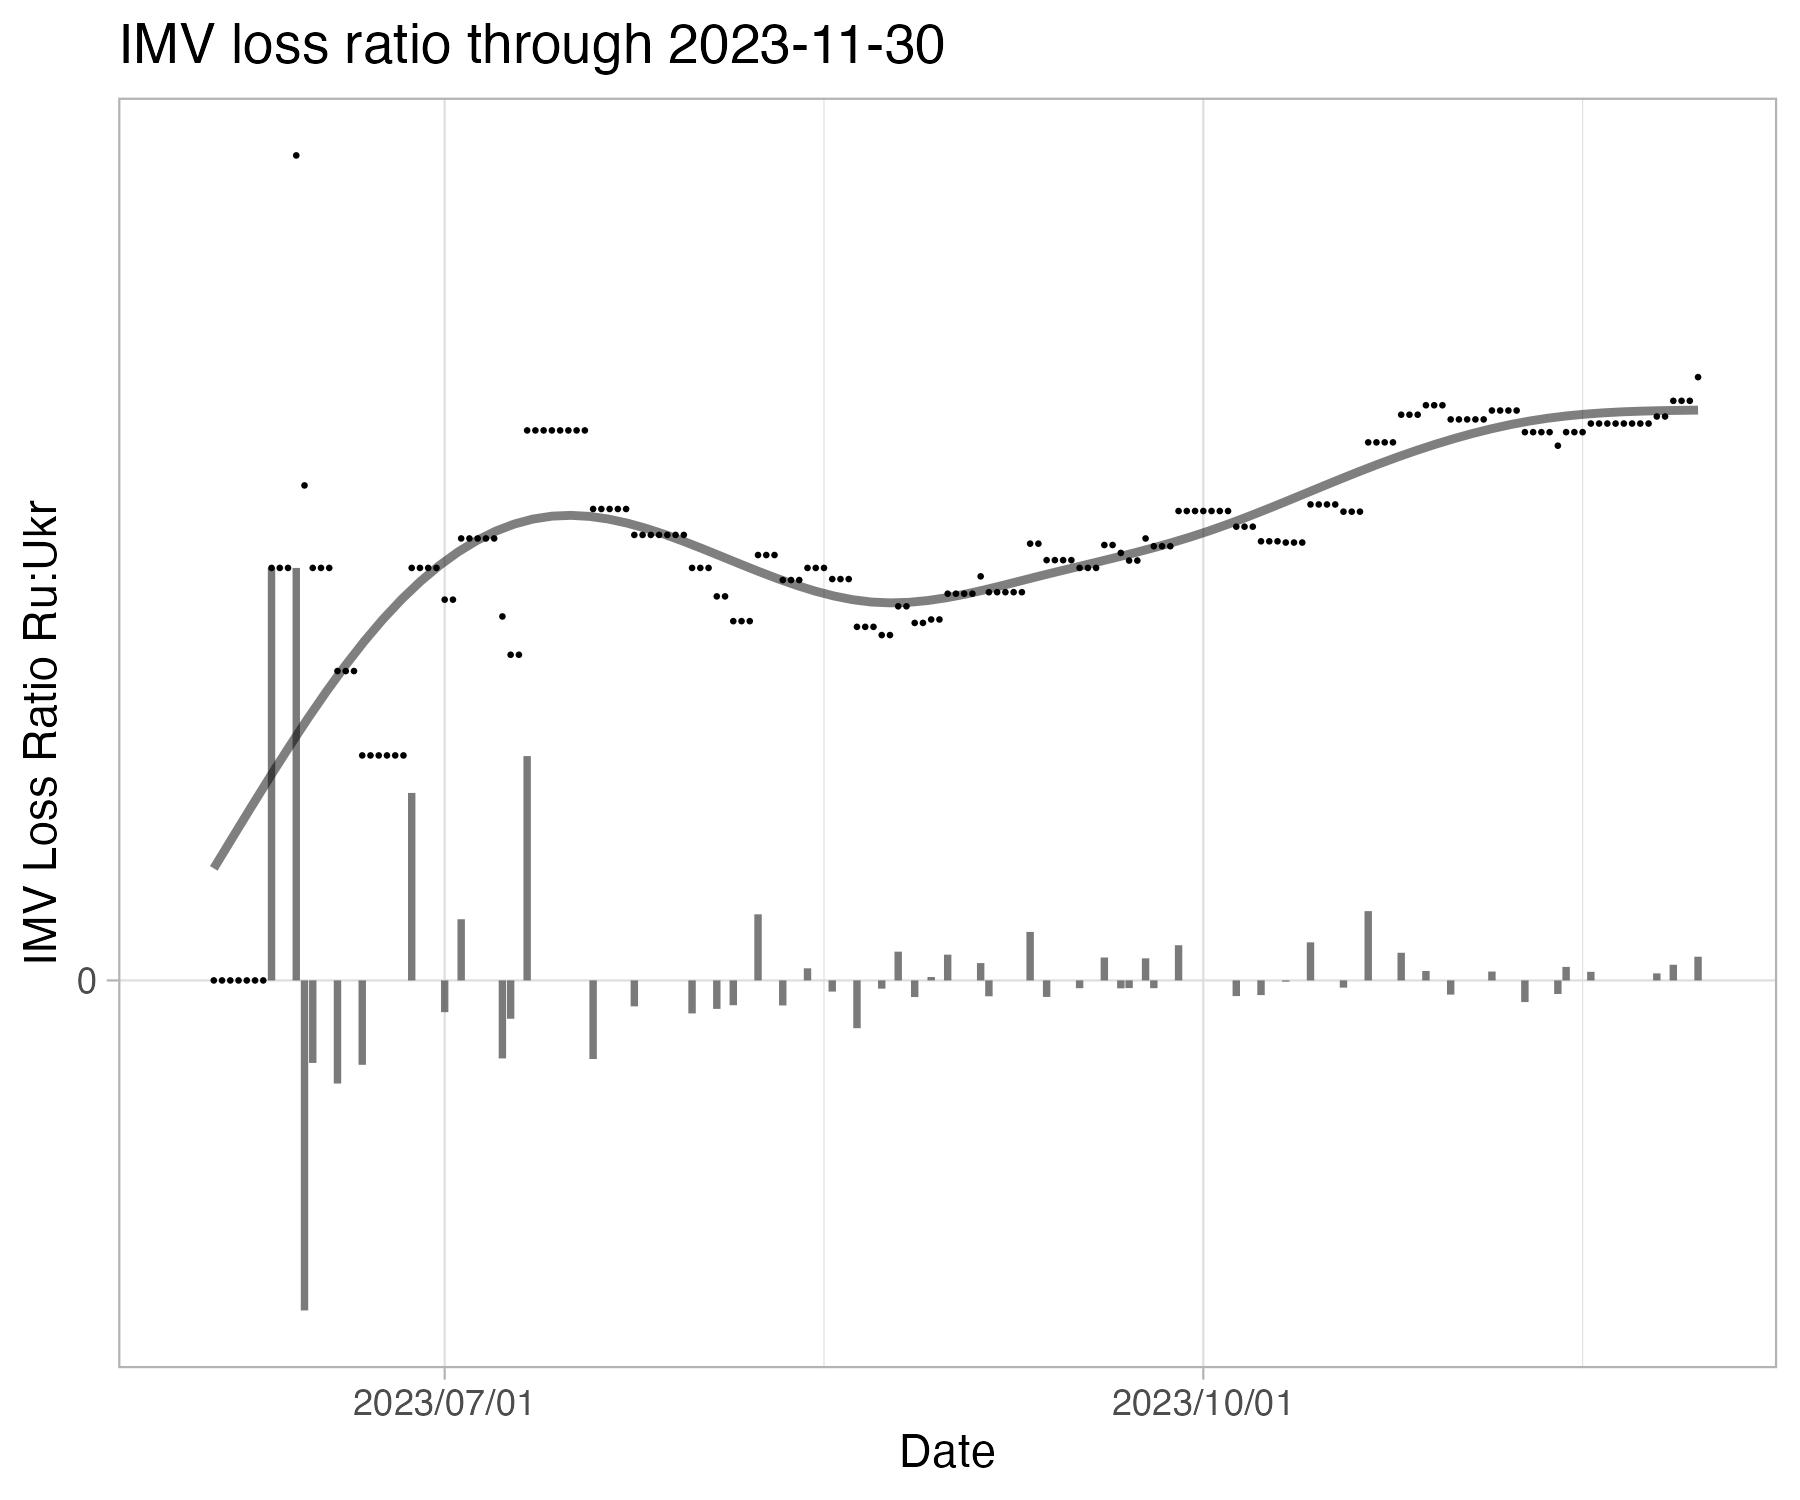 IMV loss ratio through 2023-11-30
IMV Loss Ratio Ru:Ukr
0
2023/07/01
2023/10/01
Date